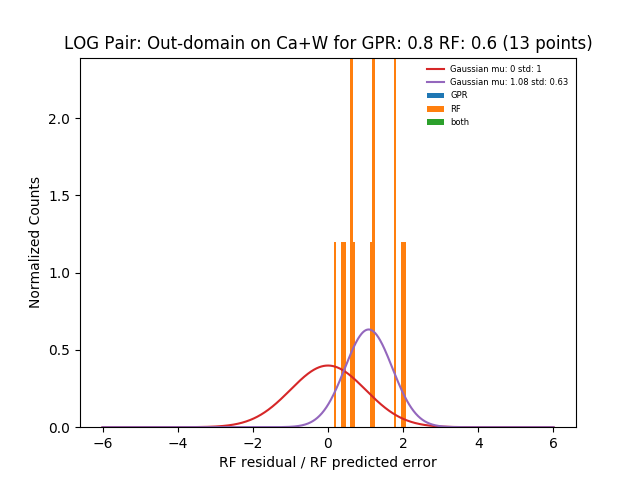 LOG Pair: Out-domain on Ca+W for GPR: 0.8 RF: 0.6 (13 points)
Gaussian mu: 0 std: 1
Gaussian mu: 1.08 std: 0.63
GPR
RF
both
Normalized Counts
2.0
1.5
1.0
0.5
0.0
−6 −4 −2 0 2 4 6
RF residual / RF predicted error